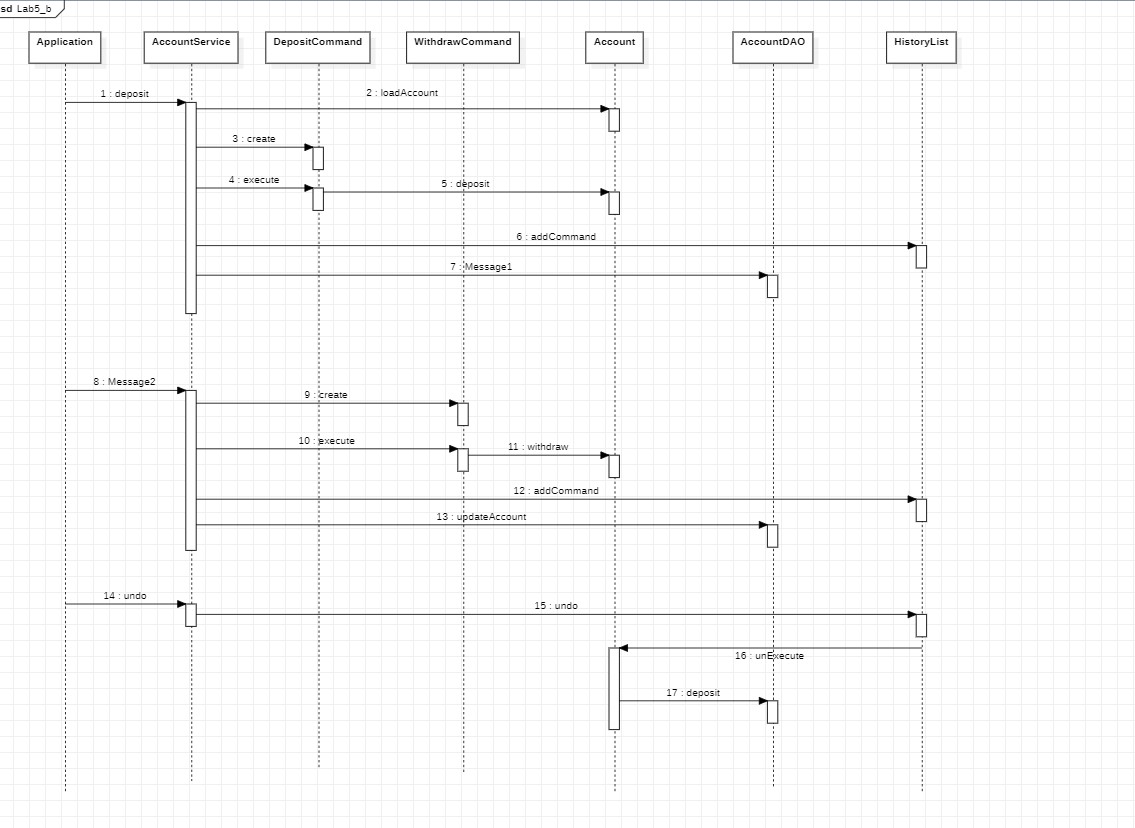 sd Lab5_b
Application
AccountService
DepositCommand
WithdrawCommand
Account
AccountDAO
HistoryList
1 : deposit
2 : loadAccount
3 : create
4 : execute
5 : deposit
6 : addCommand
7 : Message1
8 : Message2
9 : create
10 : execute
11 : withdraw
12 : addCommand
13 : updateAccount
14 : undo
15 : undo
16 : unExecute
17 : deposit